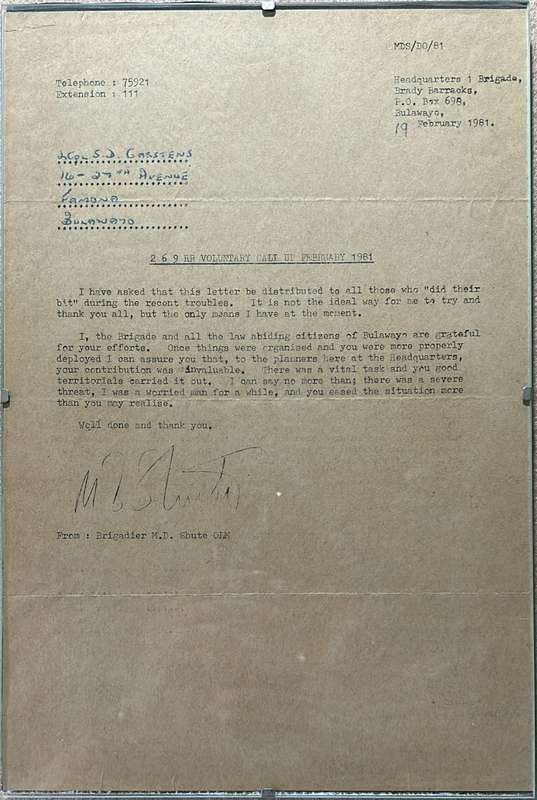 MDS/DO/81
Telephone : 75921
Extension : 111
Headquarters 1 Brigade,
Brady Barracks,
P.O. Box 698,
Bulawayo,
19 February 1981.
S.J. CARSTENS
16 - 27TH AVENUE
FAMONA
BULAWAYO
2 6 9 RR VOLUNTARY CALL UP FEBRUARY 1981
I have asked that this letter be distributed to all those who "did their
bit" during the recent troubles. It is not the ideal way for me to try and
thank you all, but the only means I have at the moment.
I, the Brigade and all the law abiding citizens of Bulawayo are grateful
for your efforts. Once things were organised and you were more properly
deployed I can assure you that, to the planners here at the Headquarters,
your contribution was invaluable. There was a vital task and you good
territorials carried it out. I can say no more than; there was a severe
threat, I was a worried man for a while, and you eased the situation more
than you may realise.
Well done and thank you.
From : Brigadier M.D. Shute OLM